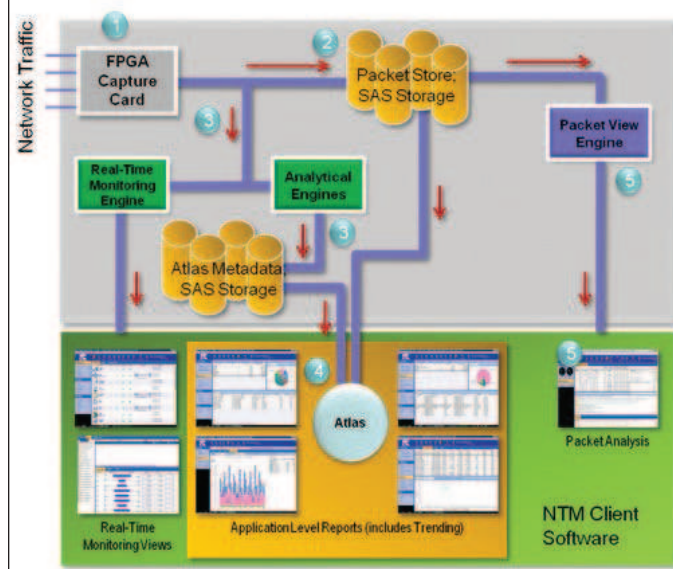 Network Traffic
1
FPGA
Capture
Card
2
Packet Store;
SAS Storage
3
Packet View
Engine
5
Real-Time
Monitoring
Engine
Analytical
Engines
3
Atlas Metadata;
SAS Storage
4
Atlas
5
Packet Analysis
Real-Time
Monitoring Views
Application Level Reports (includes Trending)
NTM Client
Software